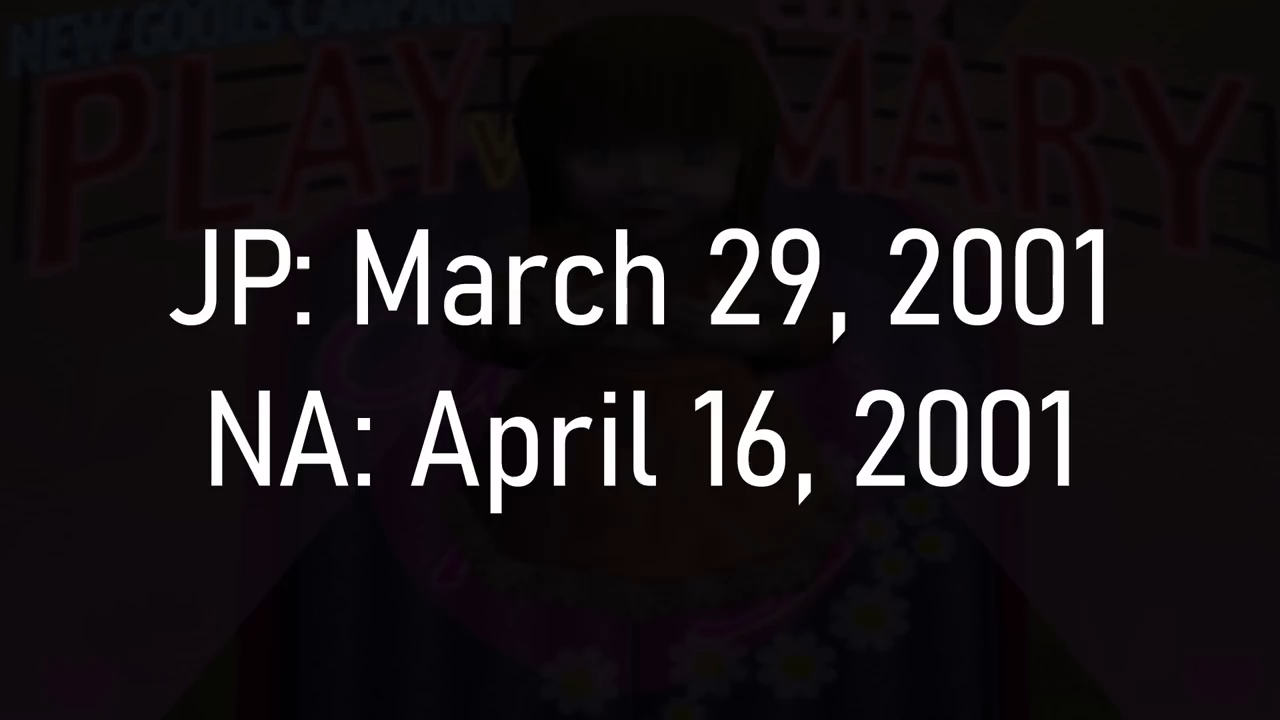 NEW GOODS CAMPAIGN
PLAY MARY
JP: March 29, 2001
NA: April 16, 2001